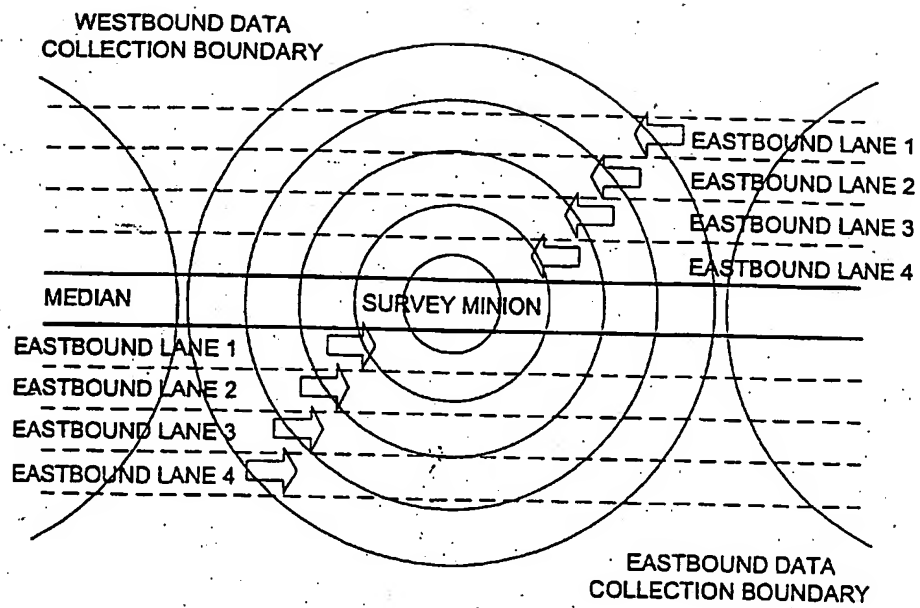 WESTBOUND DATA
COLLECTION BOUNDARY
EASTBOUND LANE 1
EASTBOUND LANE 2
EASTBOUND LANE 3
EASTBOUND LANE 4
MEDIAN
SURVEY MINION
EASTBOUND LANE 1
EASTBOUND LANE 2
EASTBOUND LANE 3
EASTBOUND LANE 4
EASTBOUND DATA
COLLECTION BOUNDARY